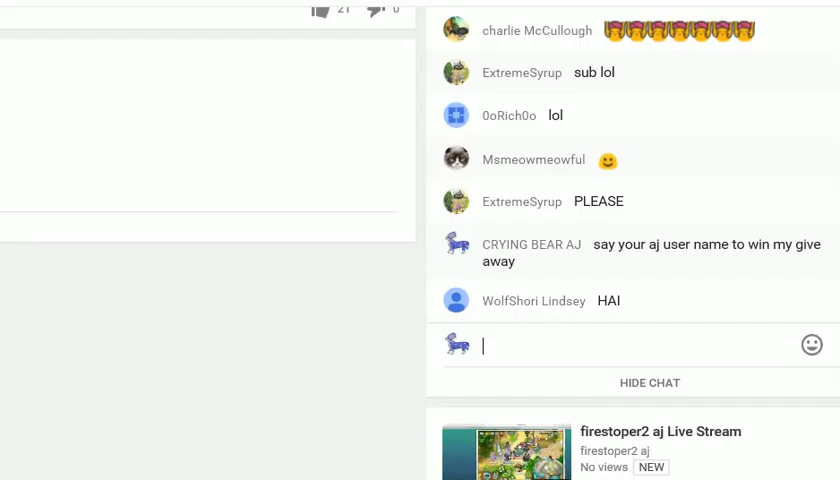 21 0
charlie McCullough
ExtremeSyrup sub lol
0oRich0o lol
Msmeowmeowful
ExtremeSyrup PLEASE
CRYING BEAR AJ say your aj user name to win my give
away
WolfShori Lindsey HAI
HIDE CHAT
firestoper2 aj Live Stream
firestoper2 aj
No views NEW